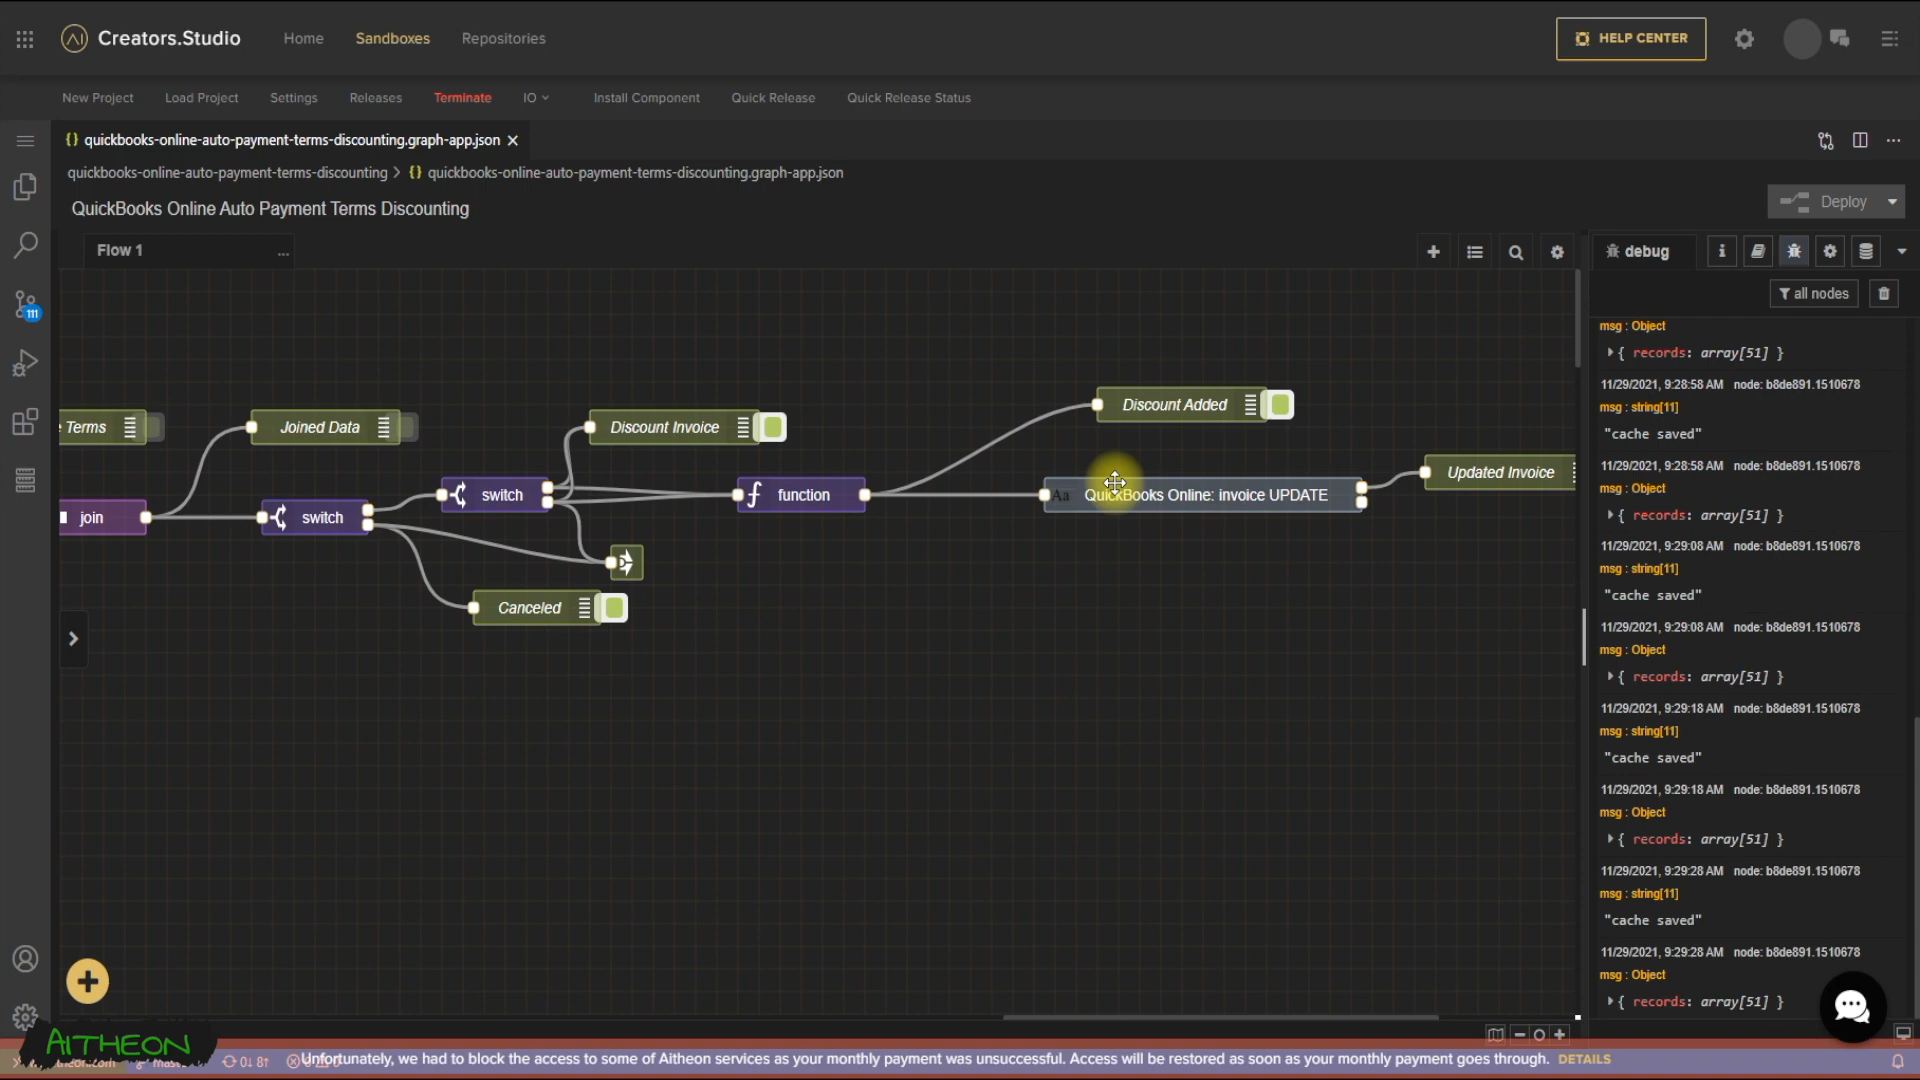 Creators.Studio
Home
Sandboxes
Repositories
HELP CENTER
New Project
Load Project
Settings
Releases
Terminate
IO
Install Component
Quick Release
Quick Release Status
{} quickbooks-online-auto-payment-terms-discounting.graph-app.json
quickbooks-online-auto-payment-terms-discounting > {} quickbooks-online-auto-payment-terms-discounting.graph-app.json
QuickBooks Online Auto Payment Terms Discounting
Deploy
Flow 1
...
debug
all nodes
111
Terms
Joined Data
Discount Invoice
Discount Added
Updated Invoice
join
switch
switch
function
Aa
QuickBooks Online: invoice UPDATE
Canceled
msg : Object
{ records: array[51] }
11/29/2021, 9:28:58 AM node: b8de891.1510678
msg : string[11]
"cache saved"
11/29/2021, 9:28:58 AM node: b8de891.1510678
msg : Object
{ records: array[51] }
11/29/2021, 9:29:08 AM node: b8de891.1510678
msg : string[11]
"cache saved"
11/29/2021, 9:29:08 AM node: b8de891.1510678
msg : Object
{ records: array[51] }
11/29/2021, 9:29:18 AM node: b8de891.1510678
msg : string[11]
"cache saved"
11/29/2021, 9:29:18 AM node: b8de891.1510678
msg : Object
{ records: array[51] }
11/29/2021, 9:29:28 AM node: b8de891.1510678
msg : string[11]
"cache saved"
11/29/2021, 9:29:28 AM node: b8de891.1510678
msg : Object
{ records: array[51] }
AITHEON
0↓ 8↑
Unfortunately, we had to block the access to some of Aitheon services as your monthly payment was unsuccessful. Access will be restored as soon as your monthly payment goes through. DETAILS